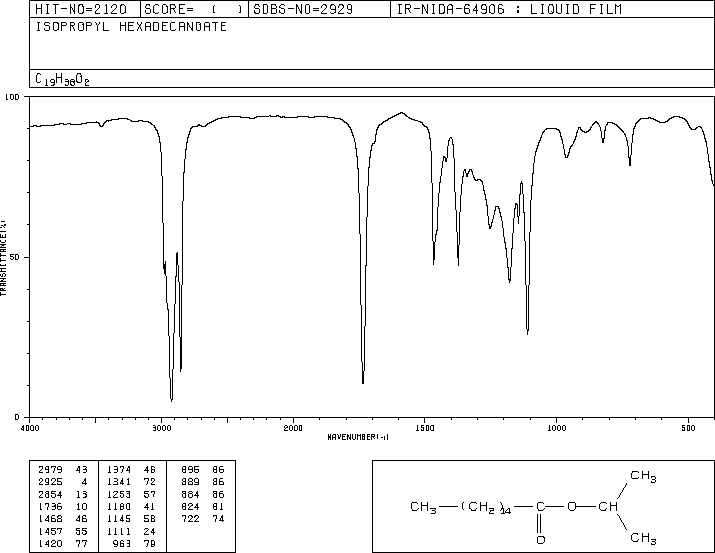 HIT-NO=2120 SCORE= ( ) SDBS-NO=2929 IR-NIDA-64906 : LIQUID FILM
ISOPROPYL HEXADECANOATE
C19H38O2
100
50
0
TRANSMITTANCE(%)
4000 3000 2000 1500 1000 500
WAVENUMBER(-1)
2979 43 1374 46 896 86
2925 4 1341 72 889 86
2854 13 1253 57 884 86
1736 10 1180 41 824 81
1468 46 1145 58 722 74
1457 55 1111 24
1420 77 963 79
CH3
CH3—(CH2)14—C—O—CH
O
CH3